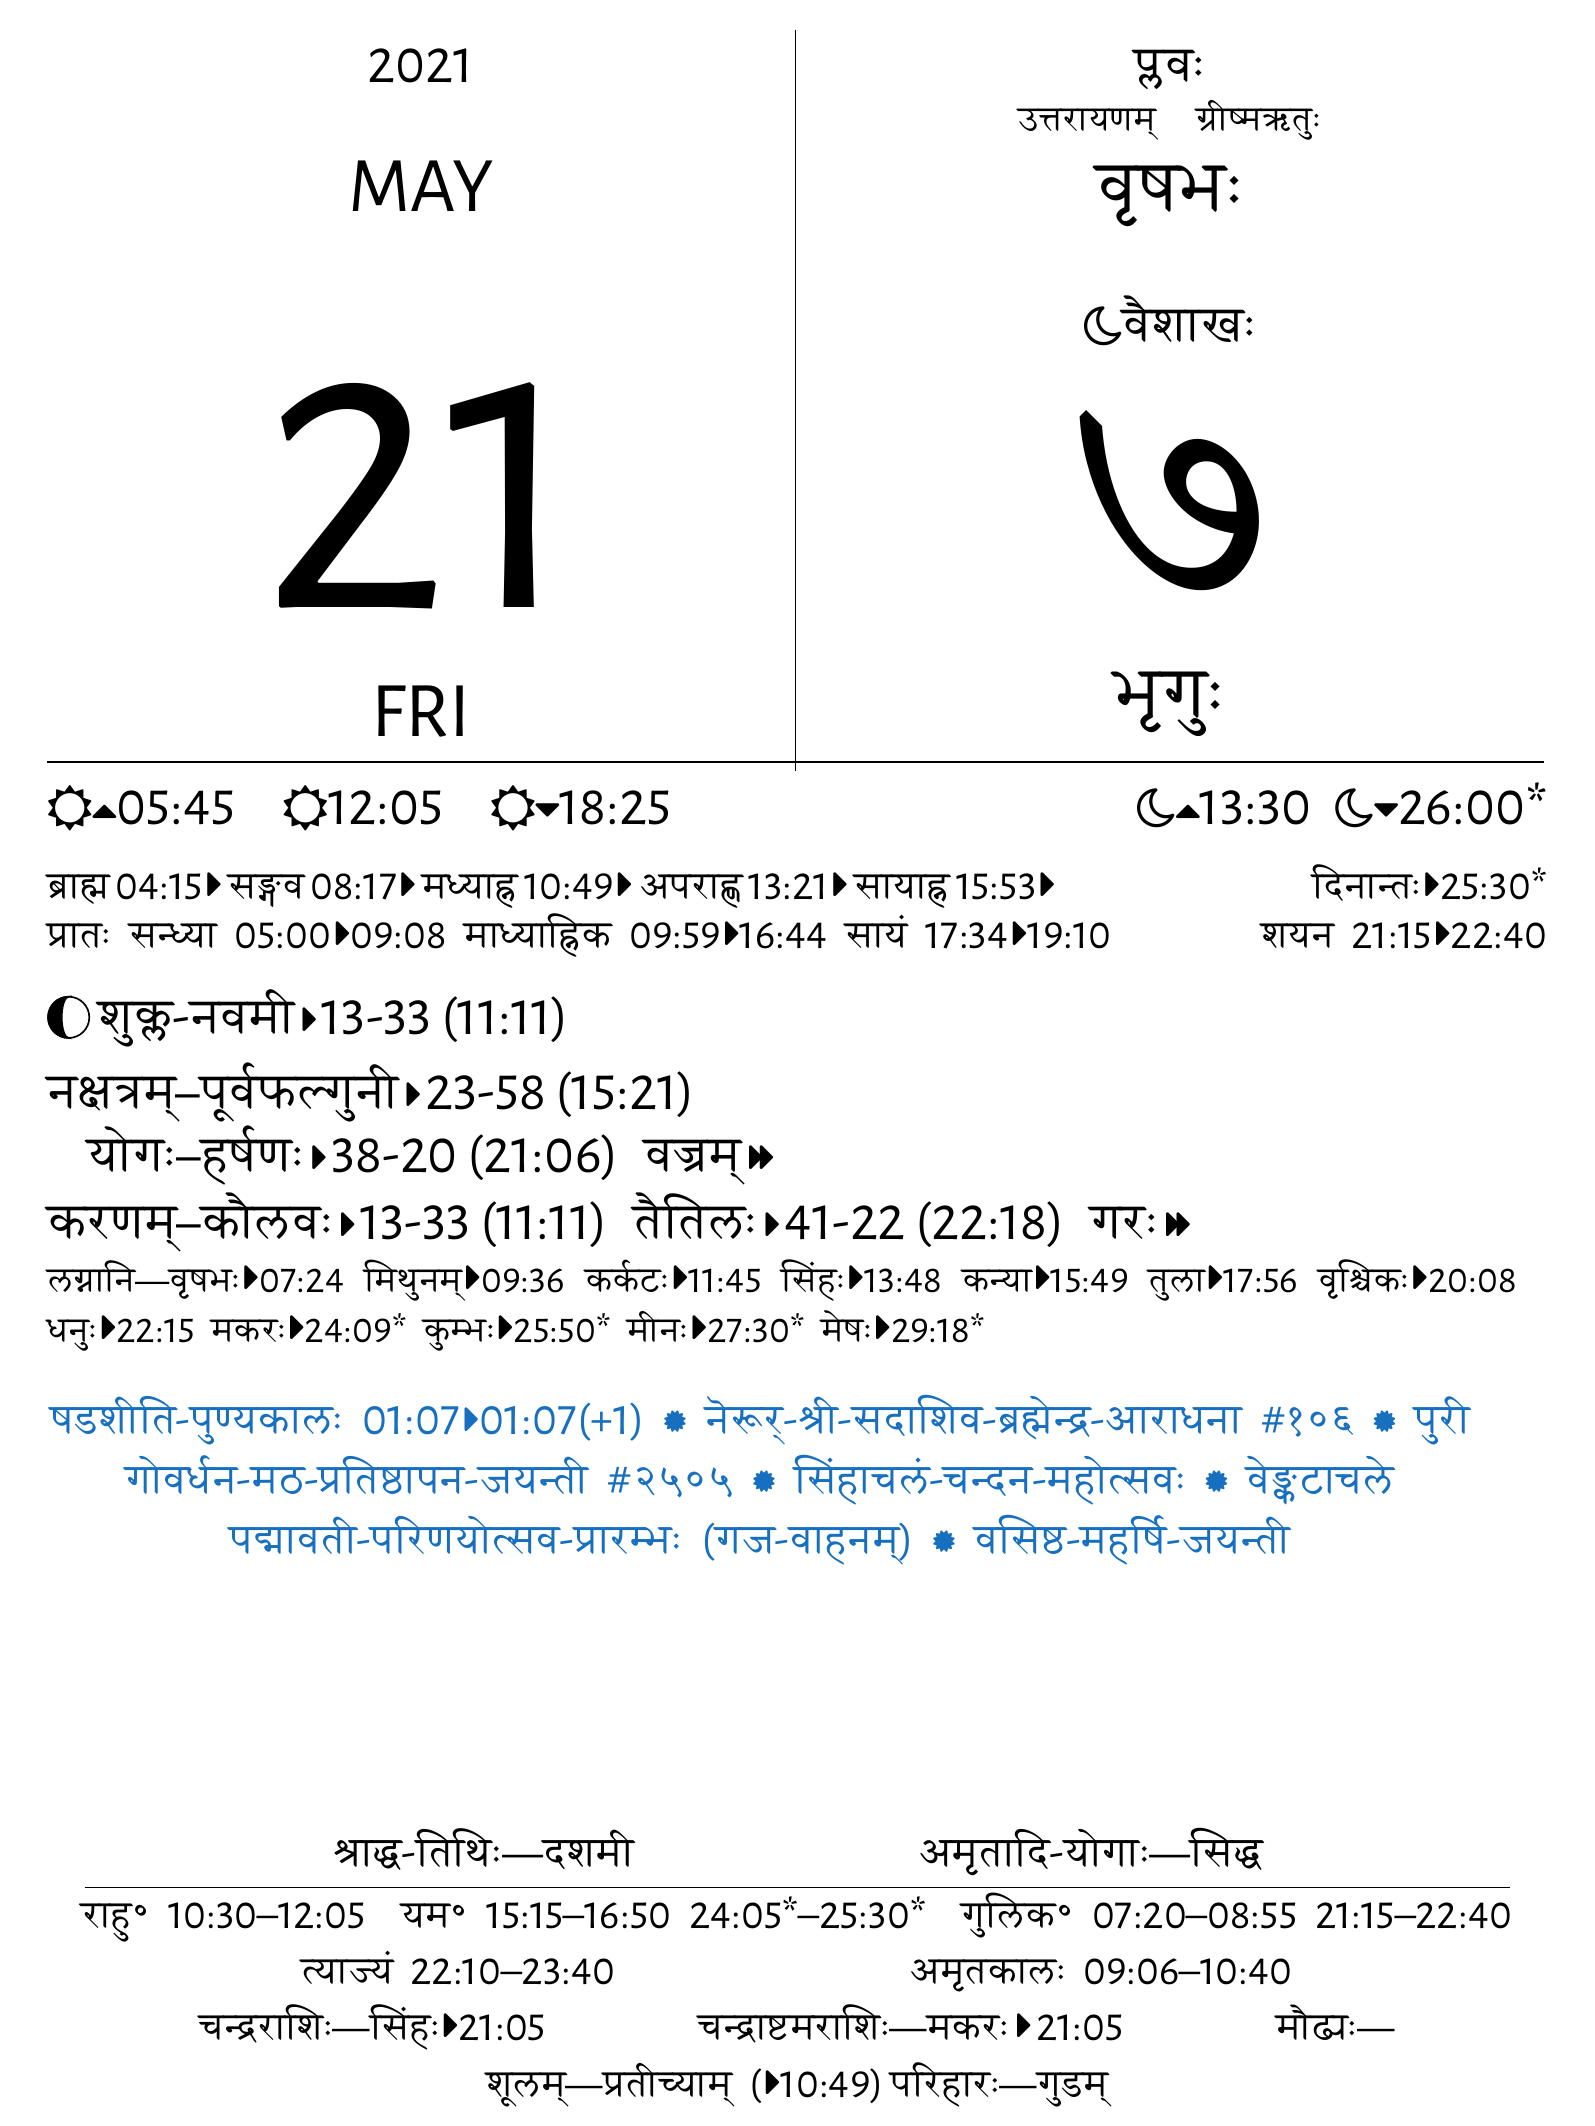 2021
MAY
21
FRI
प्लवः
उत्तरायणम् ग्रीष्मऋतुः
वृषभः
वैशाखः
७
भृगुः
05:45 12:05 18:25 13:30 26:00*
ब्राह्म 04:15 सङ्गव 08:17 मध्याह्न 10:49 अपराह्ण 13:21 सायाह्न 15:53 दिनान्तः 25:30*
प्रातः सन्ध्या 05:00 09:08 माध्याह्निक 09:59 16:44 सायं 17:34 19:10 शयन 21:15 22:40
शुक्ल-नवमी 13-33 (11:11)
नक्षत्रम्–पूर्वफल्गुनी 23-58 (15:21)
योगः–हर्षणः 38-20 (21:06) वज्रम्
करणम्–कौलवः 13-33 (11:11) तैतिलः 41-22 (22:18) गरः
लग्नानि—वृषभः 07:24 मिथुनम् 09:36 कर्कटः 11:45 सिंहः 13:48 कन्या 15:49 तुला 17:56 वृश्चिकः 20:08
धनुः 22:15 मकरः 24:09* कुम्भः 25:50* मीनः 27:30* मेषः 29:18*
षडशीति-पुण्यकालः 01:07 01:07(+1) ✹ नॆरूर्-श्री-सदाशिव-ब्रह्मेन्द्र-आराधना #१०६ ✹ पुरी
गोवर्धन-मठ-प्रतिष्ठापन-जयन्ती #२५०५ ✹ सिंहाचलं-चन्दन-महोत्सवः ✹ वेङ्कटाचले
पद्मावती-परिणयोत्सव-प्रारम्भः (गज-वाहनम्) ✹ वसिष्ठ-महर्षि-जयन्ती
श्राद्ध-तिथिः—दशमी अमृतादि-योगाः—सिद्ध
राहु॰ 10:30–12:05 यम॰ 15:15–16:50 24:05*–25:30* गुलिक॰ 07:20–08:55 21:15–22:40
त्याज्यं 22:10–23:40 अमृतकालः 09:06–10:40
चन्द्रराशिः—सिंहः 21:05 चन्द्राष्टमराशिः—मकरः 21:05 मौढ्यः—
शूलम्—प्रतीच्याम् ( 10:49) परिहारः—गुडम्